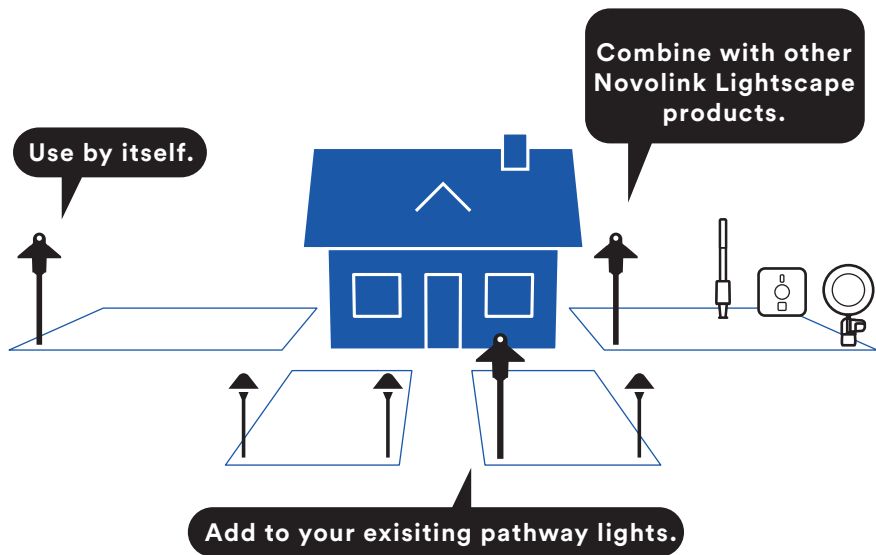 Use by itself.
Combine with other
Novolink Lightscape
products.
Add to your exisiting pathway lights.